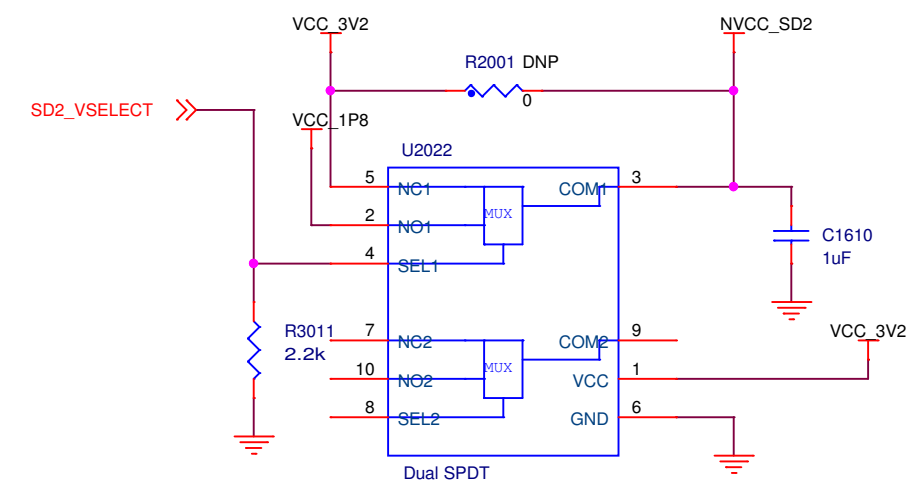 VCC_3V2
NVCC_SD2
R2001 DNP
0
SD2_VSELECT
VCC_1P8
U2022
5 NC1 COM1 3
MUX
2 NO1
4 SEL1
C1610
1uF
R3011
2.2k
7 NC2 COM2 9
VCC_3V2
MUX
10 NO2 VCC 1
8 SEL2 GND 6
Dual SPDT